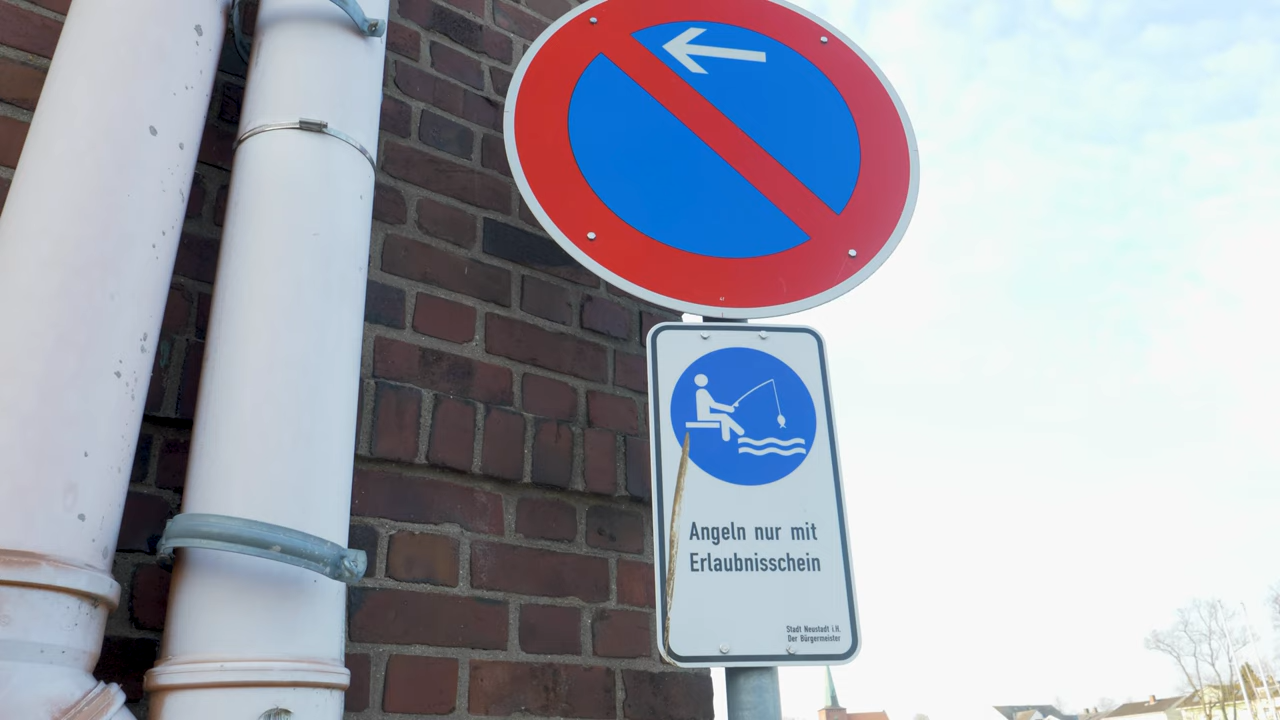 Angeln nur mit
Erlaubnisschein
Stadt Neustadt i.H.
Der Bürgermeister